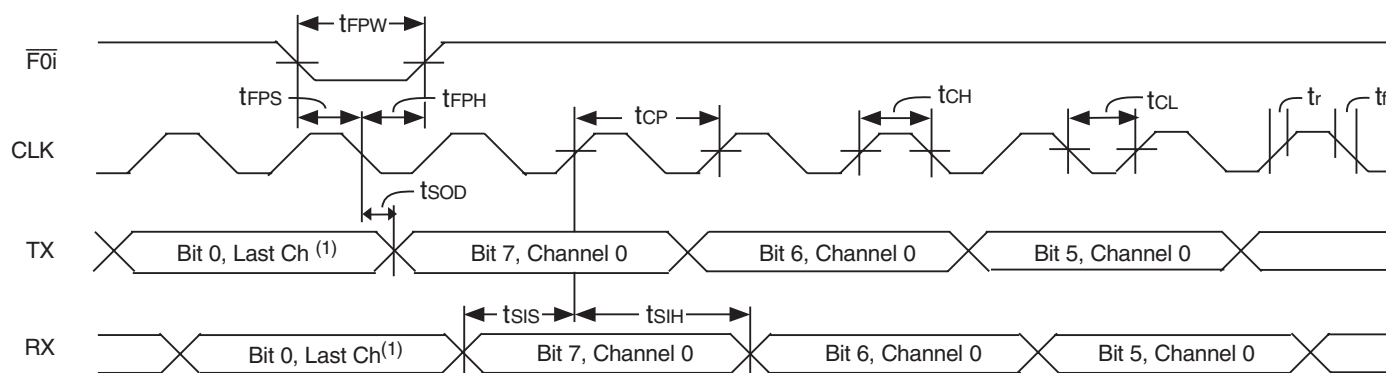 tFPW
F0i
tFPS
tFPH
tCP
tCH
tCL
tr
tf
CLK
tSOD
TX
Bit 0, Last Ch (1)
Bit 7, Channel 0
Bit 6, Channel 0
Bit 5, Channel 0
tSIS
tSIH
RX
Bit 0, Last Ch(1)
Bit 7, Channel 0
Bit 6, Channel 0
Bit 5, Channel 0